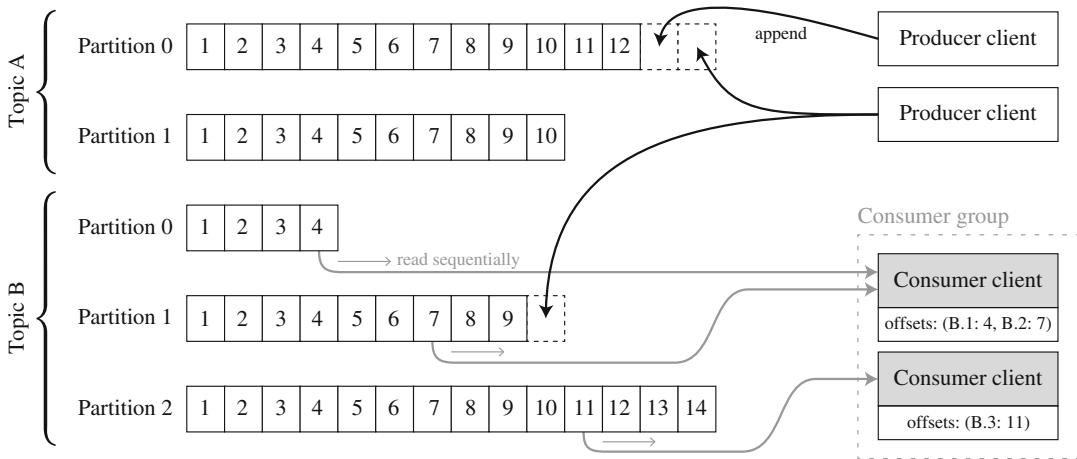 Topic A
Partition 0
1 2 3 4 5 6 7 8 9 10 11 12
append
Producer client
Producer client
Partition 1
1 2 3 4 5 6 7 8 9 10
Topic B
Partition 0
1 2 3 4
read sequentially
Consumer group
Consumer client
offsets: (B.1: 4, B.2: 7)
Partition 1
1 2 3 4 5 6 7 8 9
Consumer client
offsets: (B.3: 11)
Partition 2
1 2 3 4 5 6 7 8 9 10 11 12 13 14